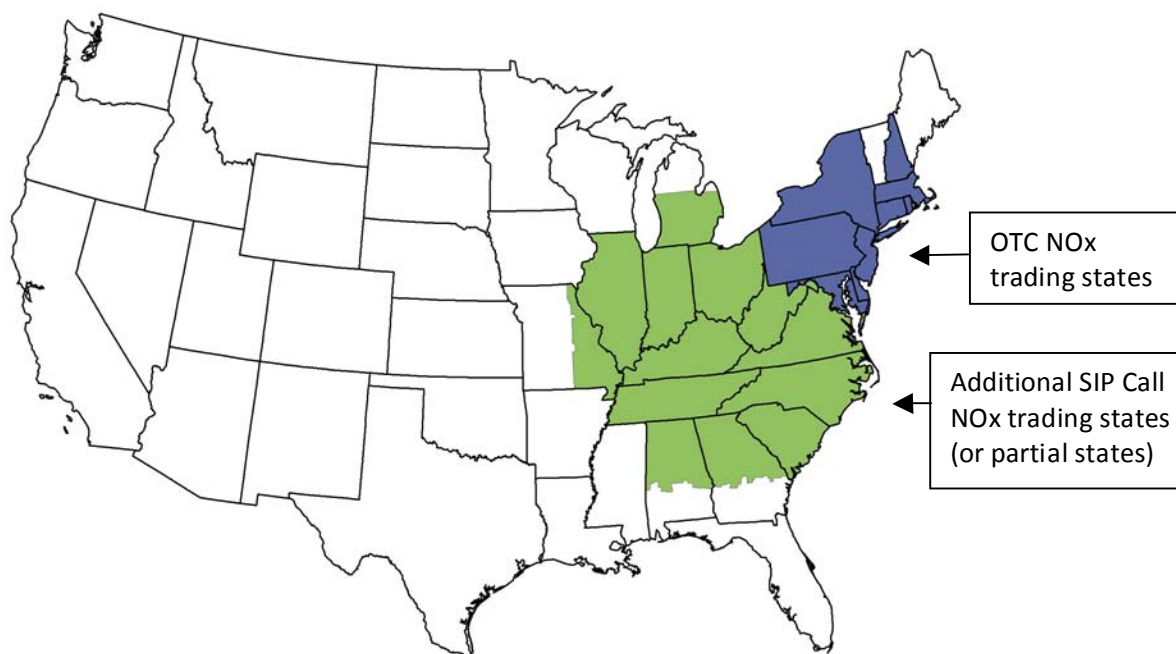 OTC NOx
trading states
Additional SIP Call
NOx trading states
(or partial states)